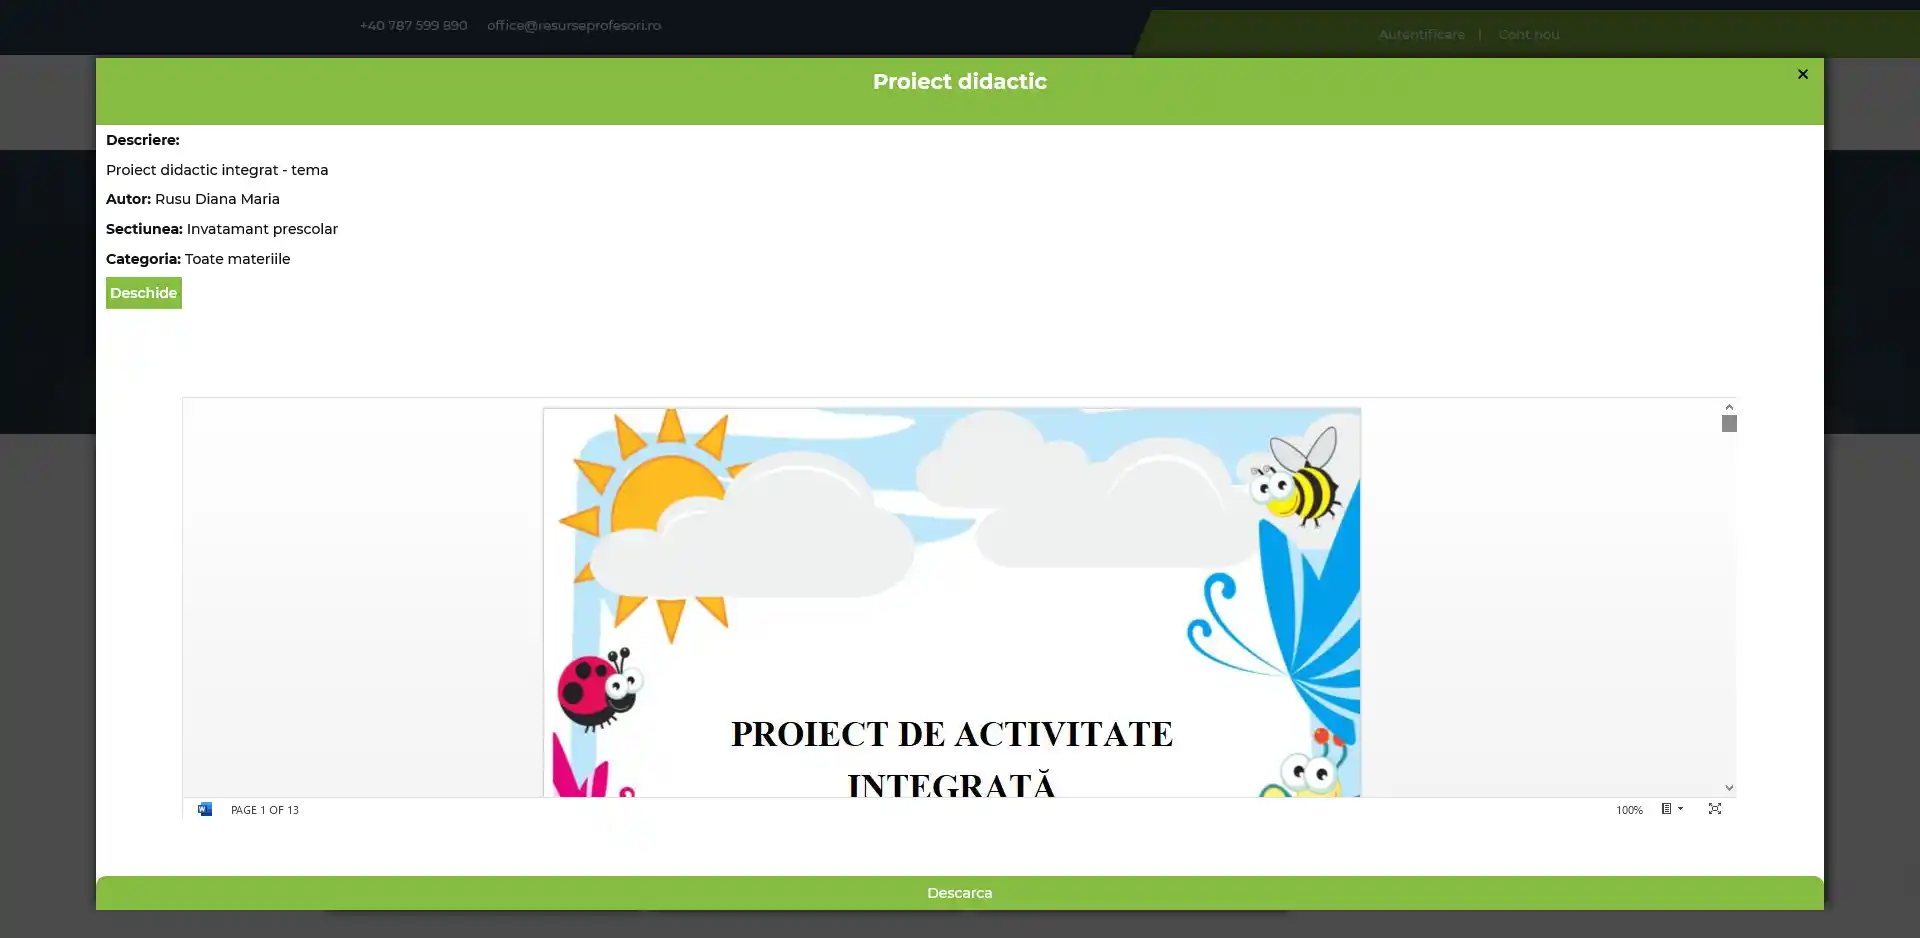 +40 787 599 890 office@resurseprofesori.ro
Autentificare | Cont nou
Proiect didactic
×
Descriere:
Proiect didactic integrat - tema
Autor: Rusu Diana Maria
Sectiunea: Invatamant prescolar
Categoria: Toate materiile
Deschide
PROIECT DE ACTIVITATE
INTEGRATĂ
PAGE 1 OF 13 100%
Descarca